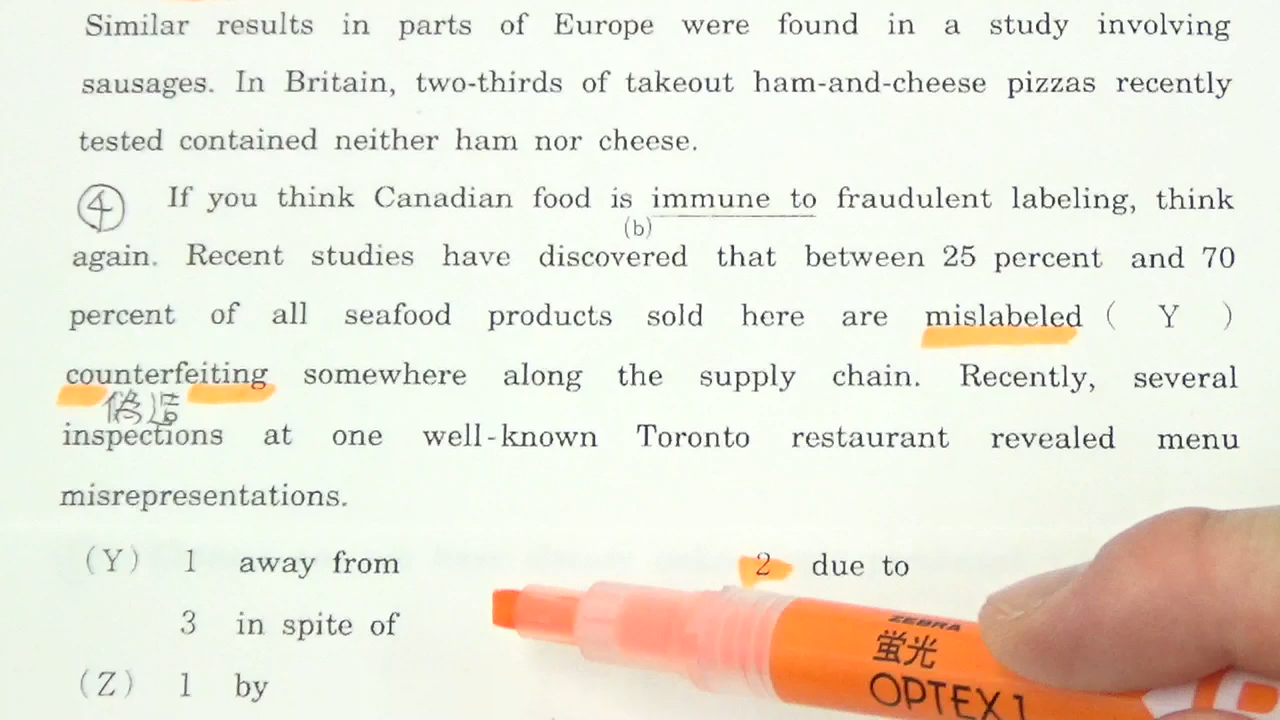 Similar results in parts of Europe were found in a study involving
sausages. In Britain, two-thirds of takeout ham-and-cheese pizzas recently
tested contained neither ham nor cheese.
④ If you think Canadian food is immune to fraudulent labeling, think
(b)
again. Recent studies have discovered that between 25 percent and 70
percent of all seafood products sold here are mislabeled ( Y )
counterfeiting somewhere along the supply chain. Recently, several
偽造
inspections at one well-known Toronto restaurant revealed menu
misrepresentations.
(Y) 1 away from 2 due to
3 in spite of
(Z) 1 by
ZEBRA
蛍光
OPTEX 1